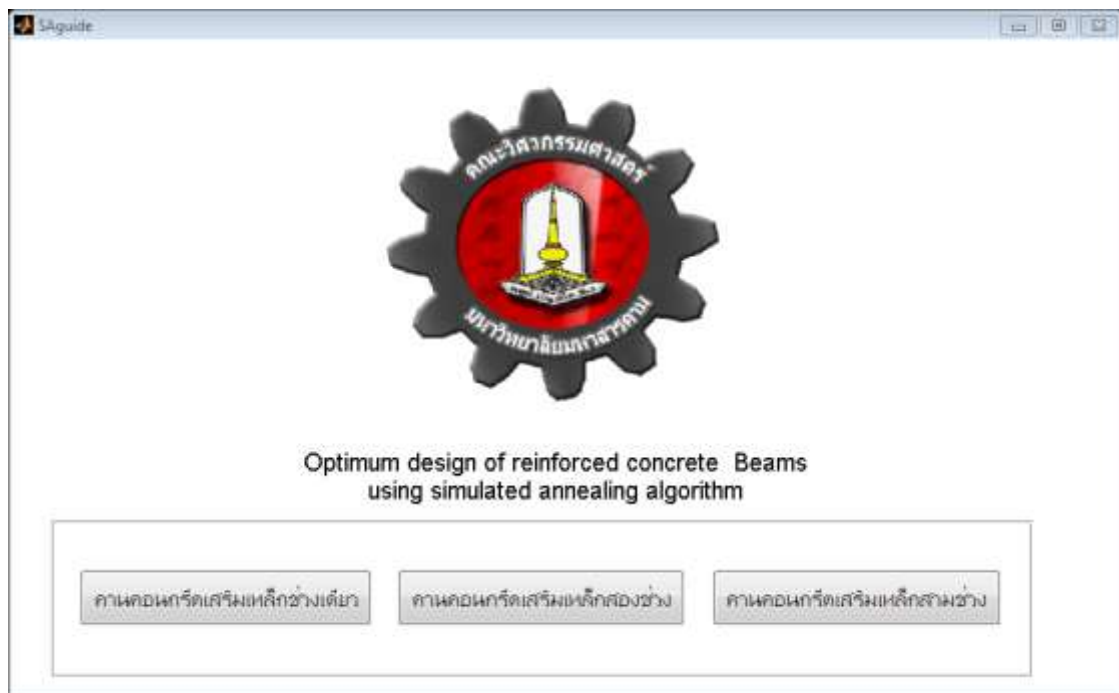 SAguide
คณะวิศวกรรมศาสตร์
มหาวิทยาลัยมหาสารคาม
Optimum design of reinforced concrete Beams
using simulated annealing algorithm
คานคอนกรีตเสริมเหล็กช่วงเดียว
คานคอนกรีตเสริมเหล็กสองช่วง
คานคอนกรีตเสริมเหล็กสามช่วง